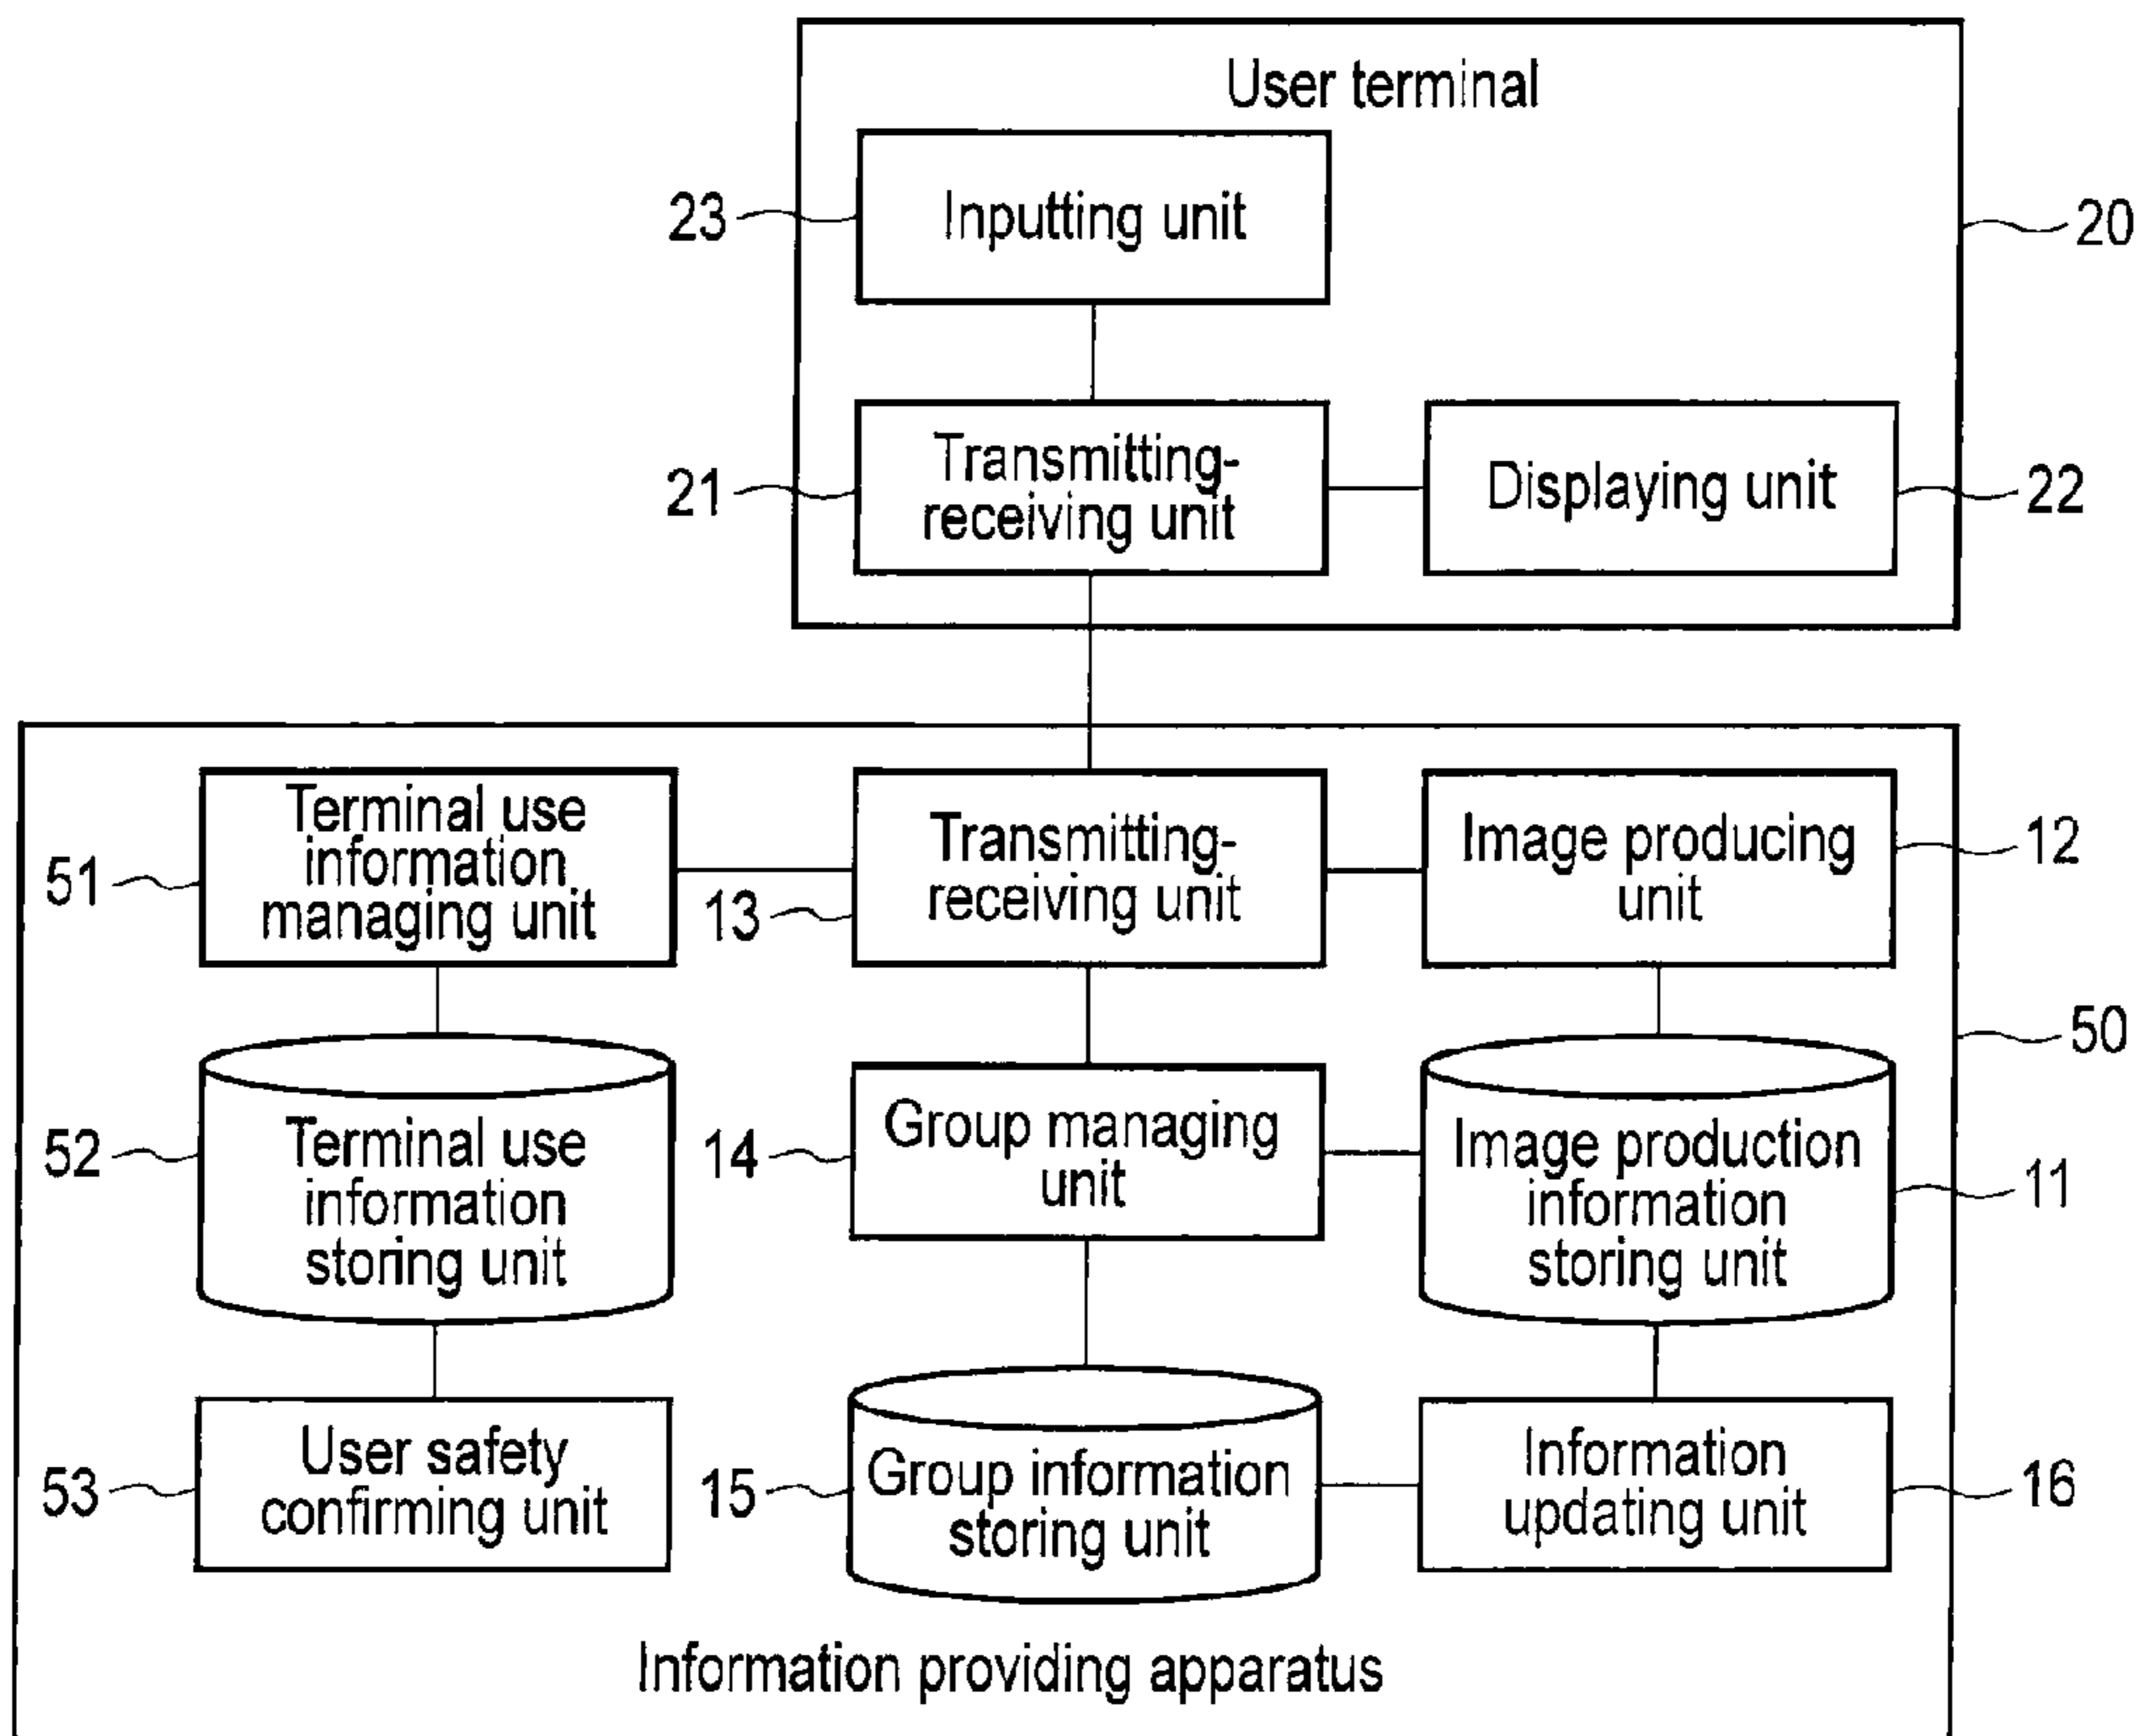 User terminal
23
Inputting unit
20
21
Transmitting-
receiving unit
Displaying unit
22
51
Terminal use
information
managing unit
13
Transmitting-
receiving unit
Image producing
unit
12
50
52
Terminal use
information
storing unit
14
Group managing
unit
Image production
information
storing unit
11
53
User safety
confirming unit
15
Group information
storing unit
Information
updating unit
16
Information providing apparatus